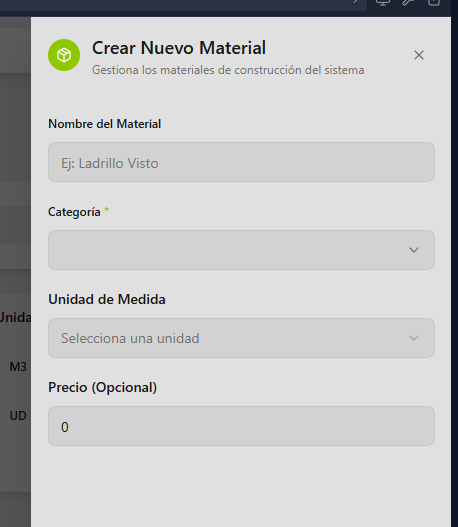 Crear Nuevo Material
Gestiona los materiales de construcción del sistema
Nombre del Material
Ej: Ladrillo Visto
Categoría *
Unidad de Medida
Selecciona una unidad
Precio (Opcional)
0
Unida
M3
UD